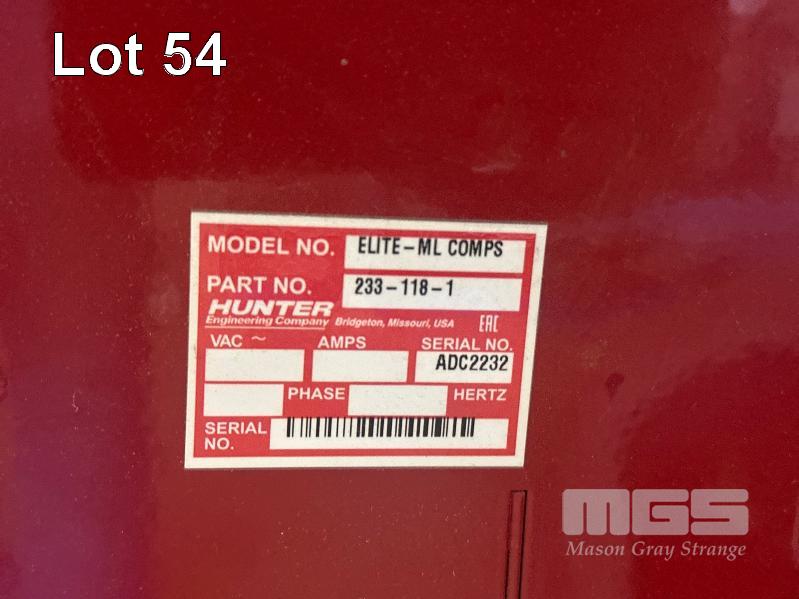 Lot 54
MODEL NO. ELITE-ML COMPS
PART NO. 233-118-1
HUNTER
Engineering Company Bridgeton, Missouri, USA EAC
VAC ~ AMPS SERIAL NO.
ADC2232
PHASE HERTZ
SERIAL
NO.
MGS
Mason Gray Strange